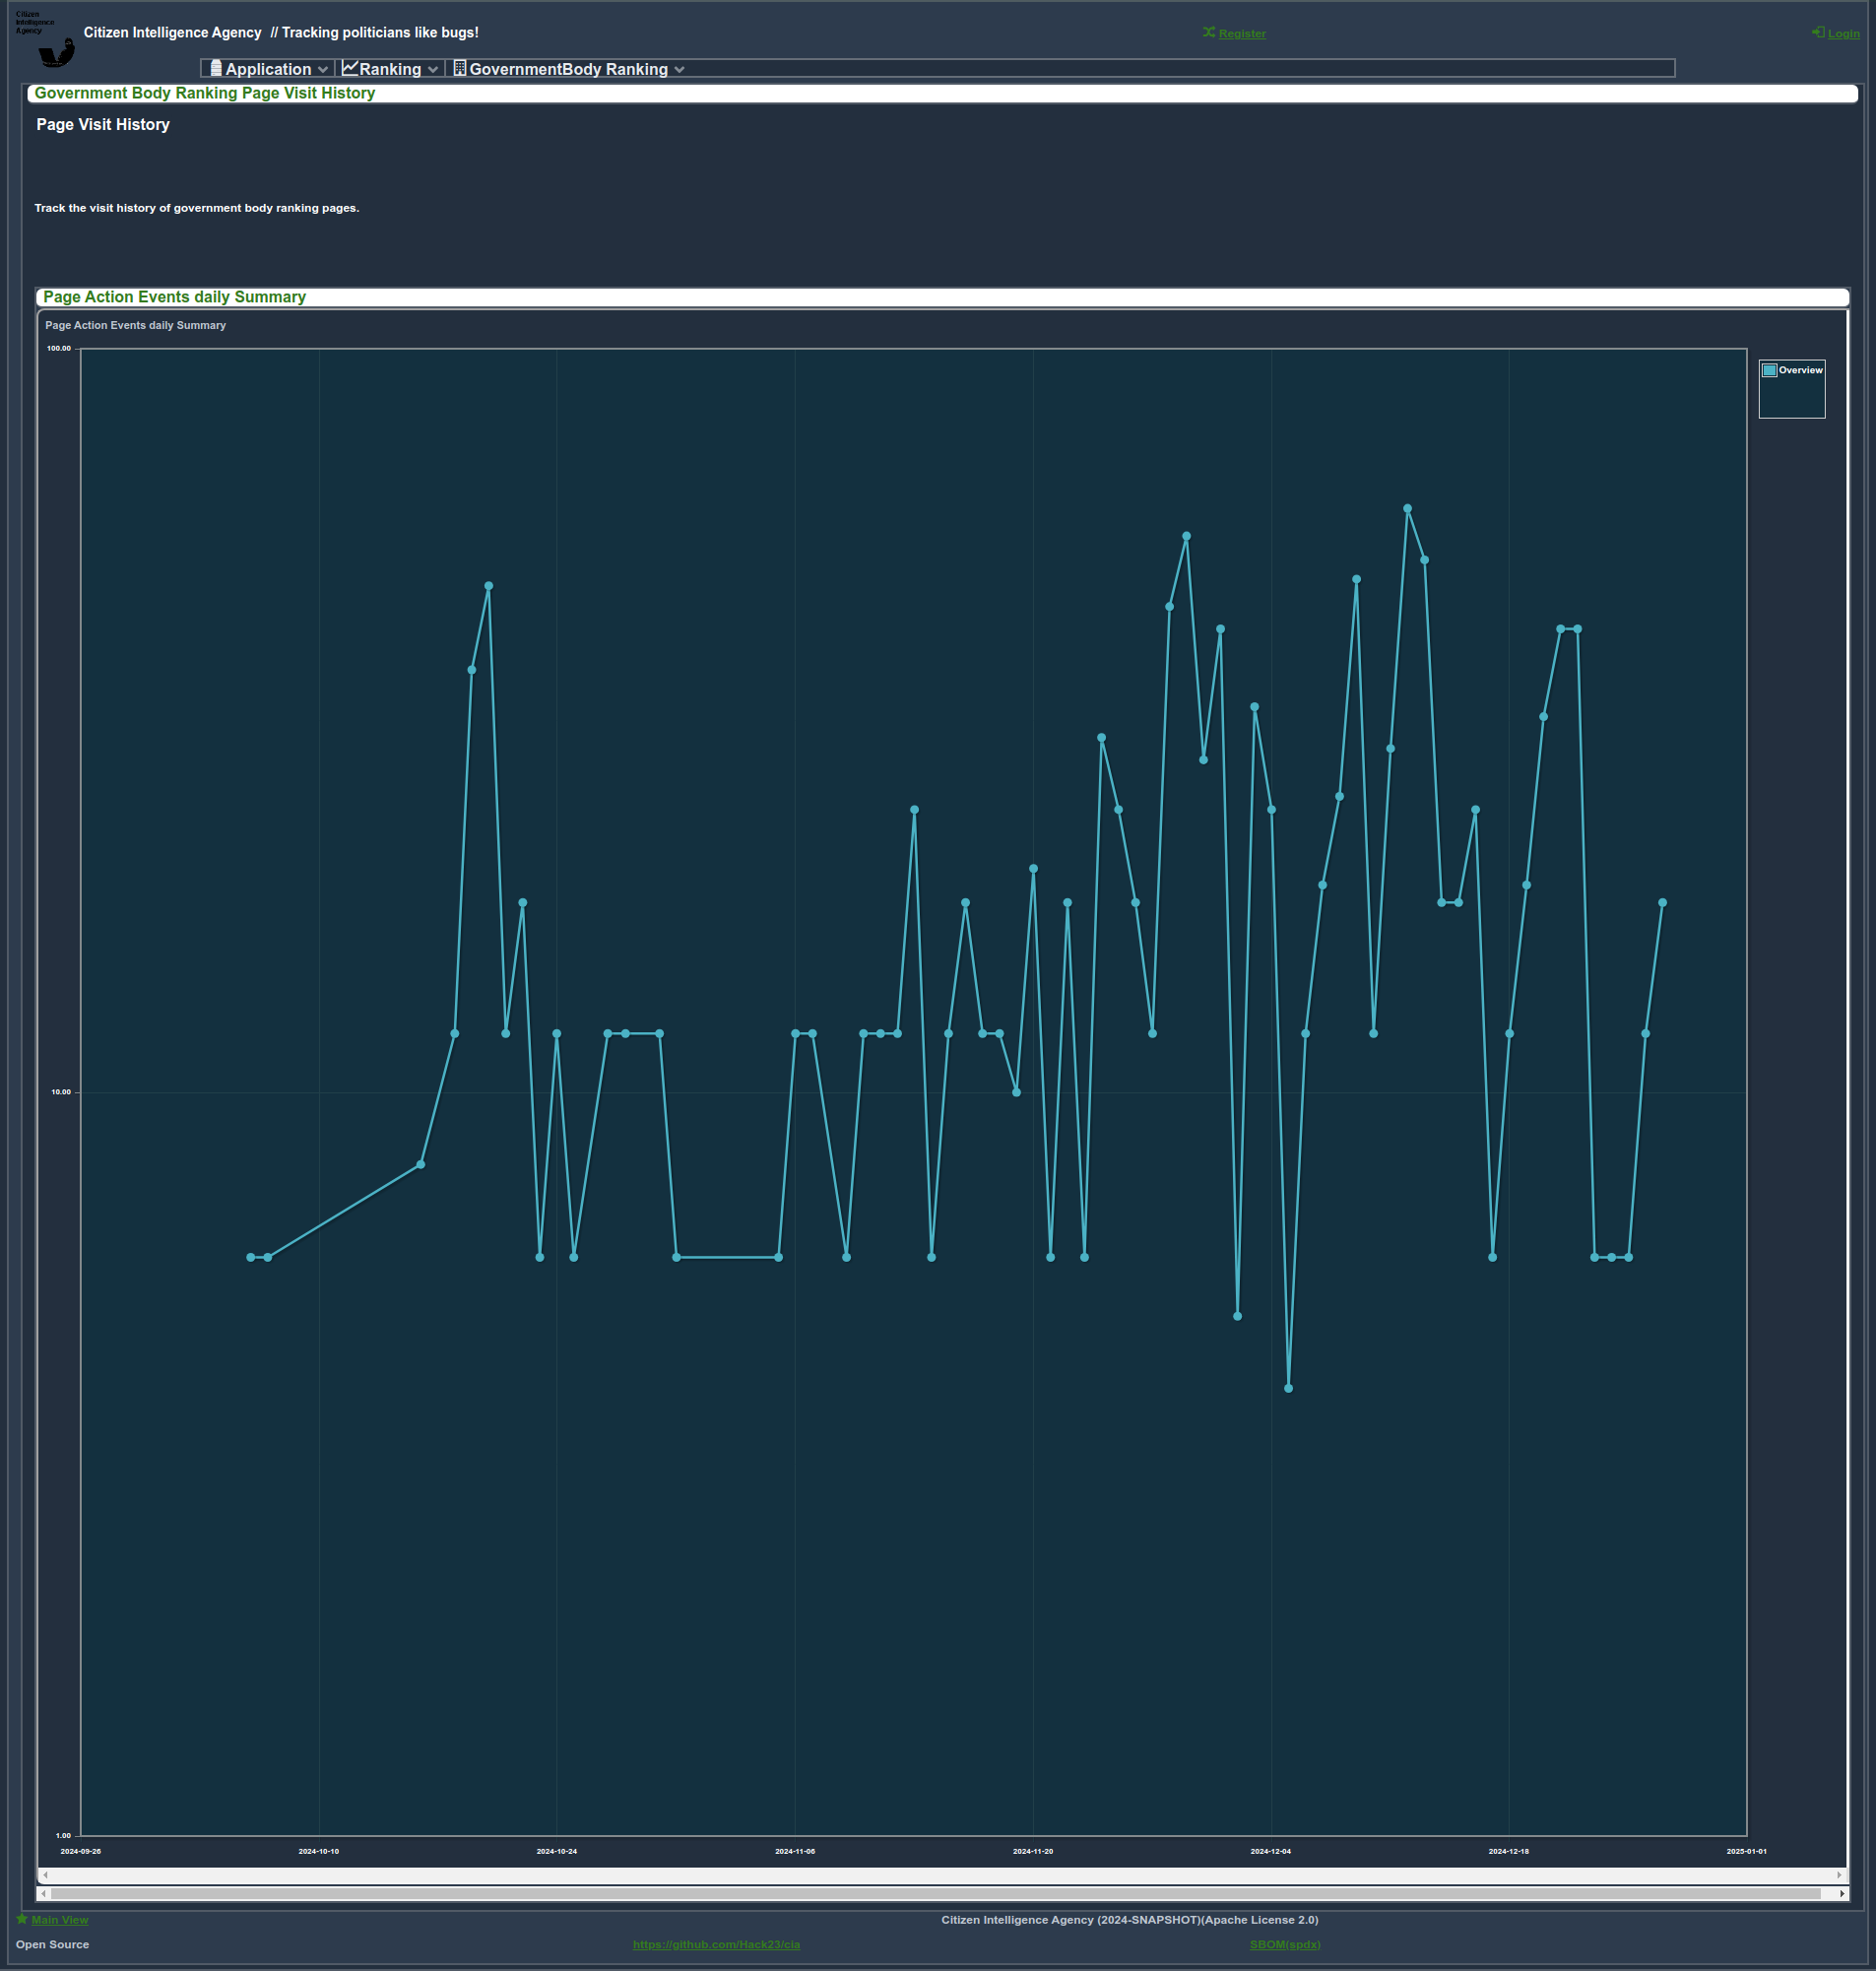 Citizen
Intelligence
Agency
Citizen Intelligence Agency // Tracking politicians like bugs!
Register
Login
Application
Ranking
GovernmentBody Ranking
Government Body Ranking Page Visit History
Page Visit History
Track the visit history of government body ranking pages.
Page Action Events daily Summary
Page Action Events daily Summary
100.00
Overview
10.00
1.00
2024-09-26
2024-10-10
2024-10-24
2024-11-06
2024-11-20
2024-12-04
2024-12-18
2025-01-01
Main View
Citizen Intelligence Agency (2024-SNAPSHOT)(Apache License 2.0)
Open Source
https://github.com/Hack23/cia
SBOM(spdx)